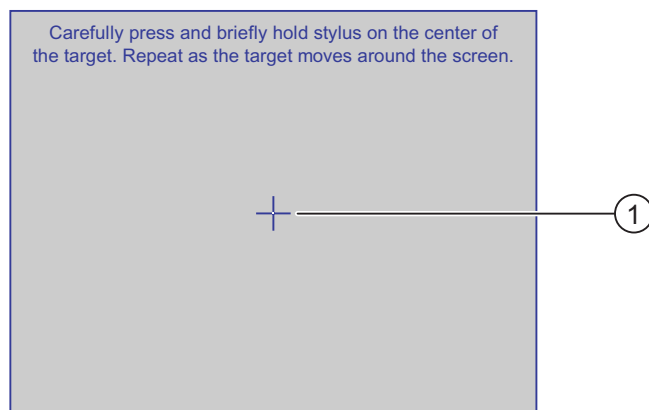 Carefully press and briefly hold stylus on the center of
the target. Repeat as the target moves around the screen.
1